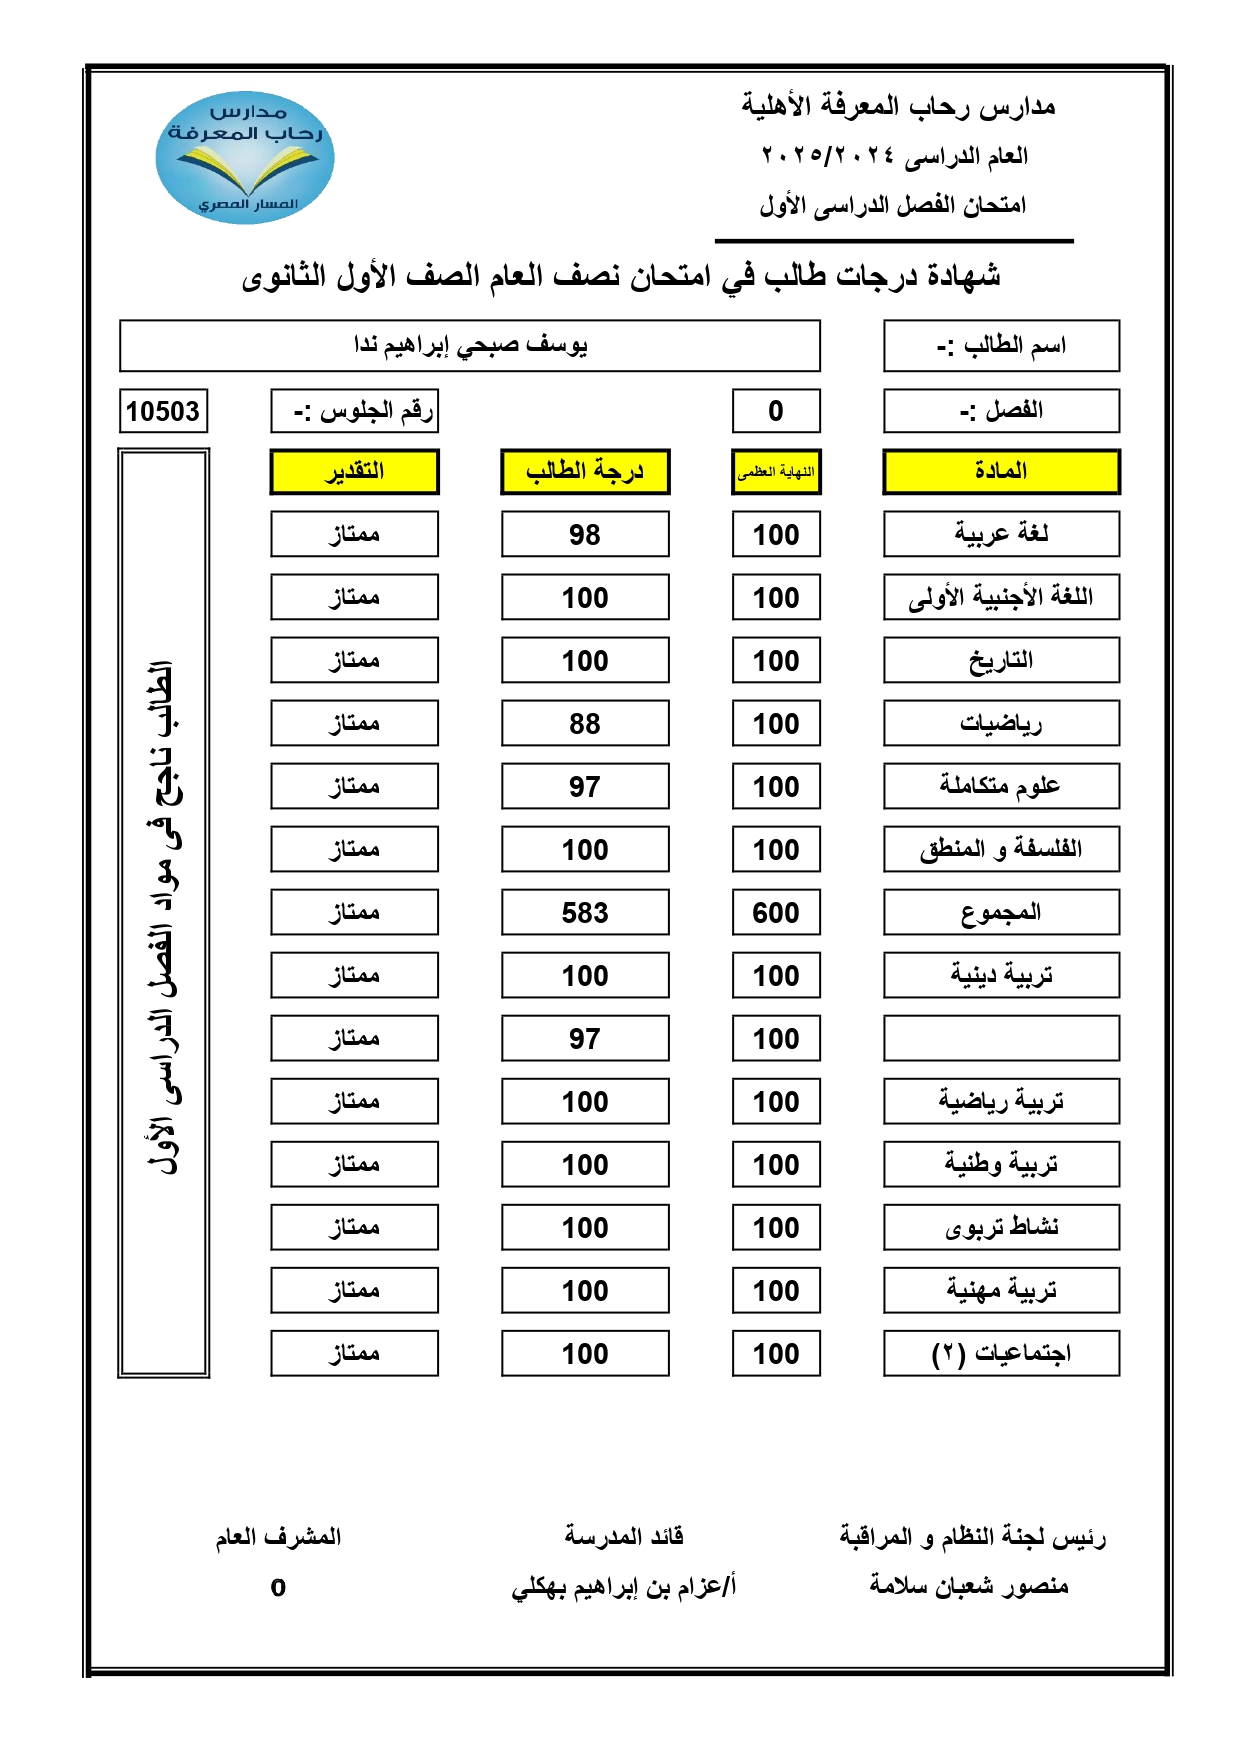 مدارس رحاب المعرفة الأهلية
العام الدراسى ٢٠٢٥/٢٠٢٤
امتحان الفصل الدراسى الأول
مدارس
رحاب المعرفة
المسار المصري
شهادة درجات طالب في امتحان نصف العام الصف الأول الثانوى
اسم الطالب :- يوسف صبحي إبراهيم ندا
الفصل :- 0 رقم الجلوس :- 10503
المادة النهاية العظمى درجة الطالب التقدير
لغة عربية 100 98 ممتاز
اللغة الأجنبية الأولى 100 100 ممتاز
التاريخ 100 100 ممتاز
رياضيات 100 88 ممتاز
علوم متكاملة 100 97 ممتاز
الفلسفة و المنطق 100 100 ممتاز
المجموع 600 583 ممتاز
تربية دينية 100 100 ممتاز
100 97 ممتاز
تربية رياضية 100 100 ممتاز
تربية وطنية 100 100 ممتاز
نشاط تربوى 100 100 ممتاز
تربية مهنية 100 100 ممتاز
اجتماعيات (٢) 100 100 ممتاز
الطالب ناجح فى مواد الفصل الدراسى الأول
رئيس لجنة النظام و المراقبة قائد المدرسة المشرف العام
منصور شعبان سلامة أ/عزام بن إبراهيم بهكلي 0